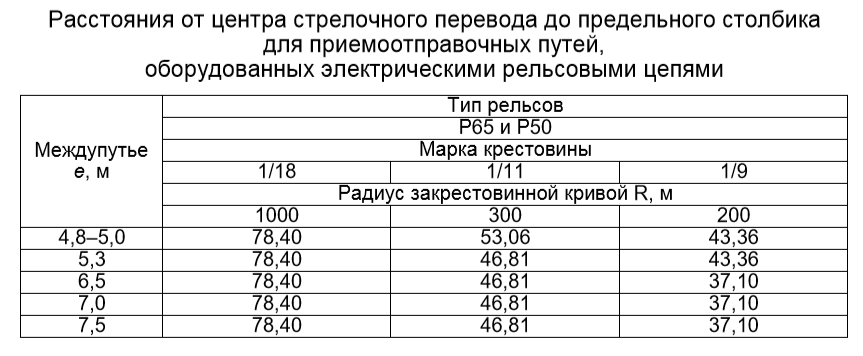 Расстояния от центра стрелочного перевода до предельного столбика
для приемоотправочных путей,
оборудованных электрическими рельсовыми цепями
Междупутье
e, м
Тип рельсов
Р65 и Р50
Марка крестовины
1/18 1/11 1/9
Радиус закрестовинной кривой R, м
1000 300 200
4,8–5,0 78,40 53,06 43,36
5,3 78,40 46,81 43,36
6,5 78,40 46,81 37,10
7,0 78,40 46,81 37,10
7,5 78,40 46,81 37,10